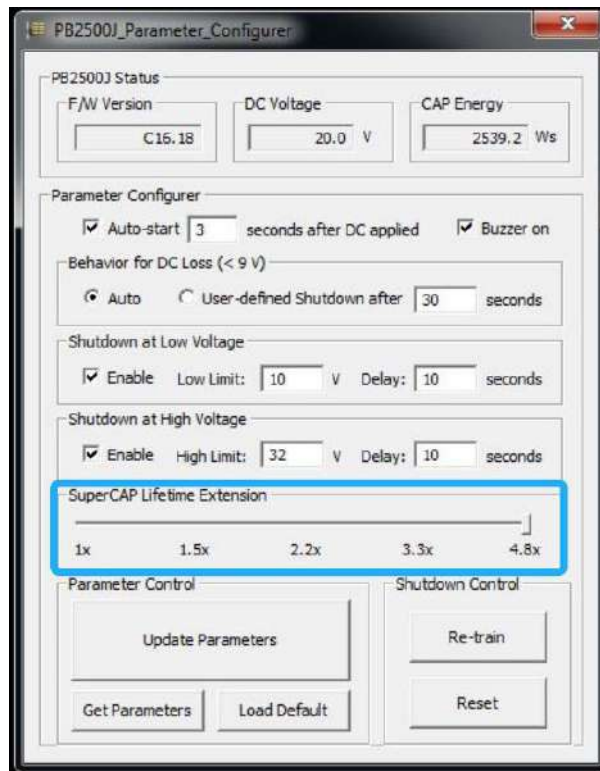 PB2500J_Parameter_Configurer
PB2500J Status
F/W Version
DC Voltage
CAP Energy
C16.18
20.0 V
2539.2 Ws
Parameter Configurer
Auto-start 3 seconds after DC applied
Buzzer on
Behavior for DC Loss (< 9 V)
Auto
User-defined Shutdown after 30 seconds
Shutdown at Low Voltage
Enable Low Limit: 10 V Delay: 10 seconds
Shutdown at High Voltage
Enable High Limit: 32 V Delay: 10 seconds
SuperCAP Lifetime Extension
1x 1.5x 2.2x 3.3x 4.8x
Parameter Control
Shutdown Control
Update Parameters
Re-train
Get Parameters
Load Default
Reset